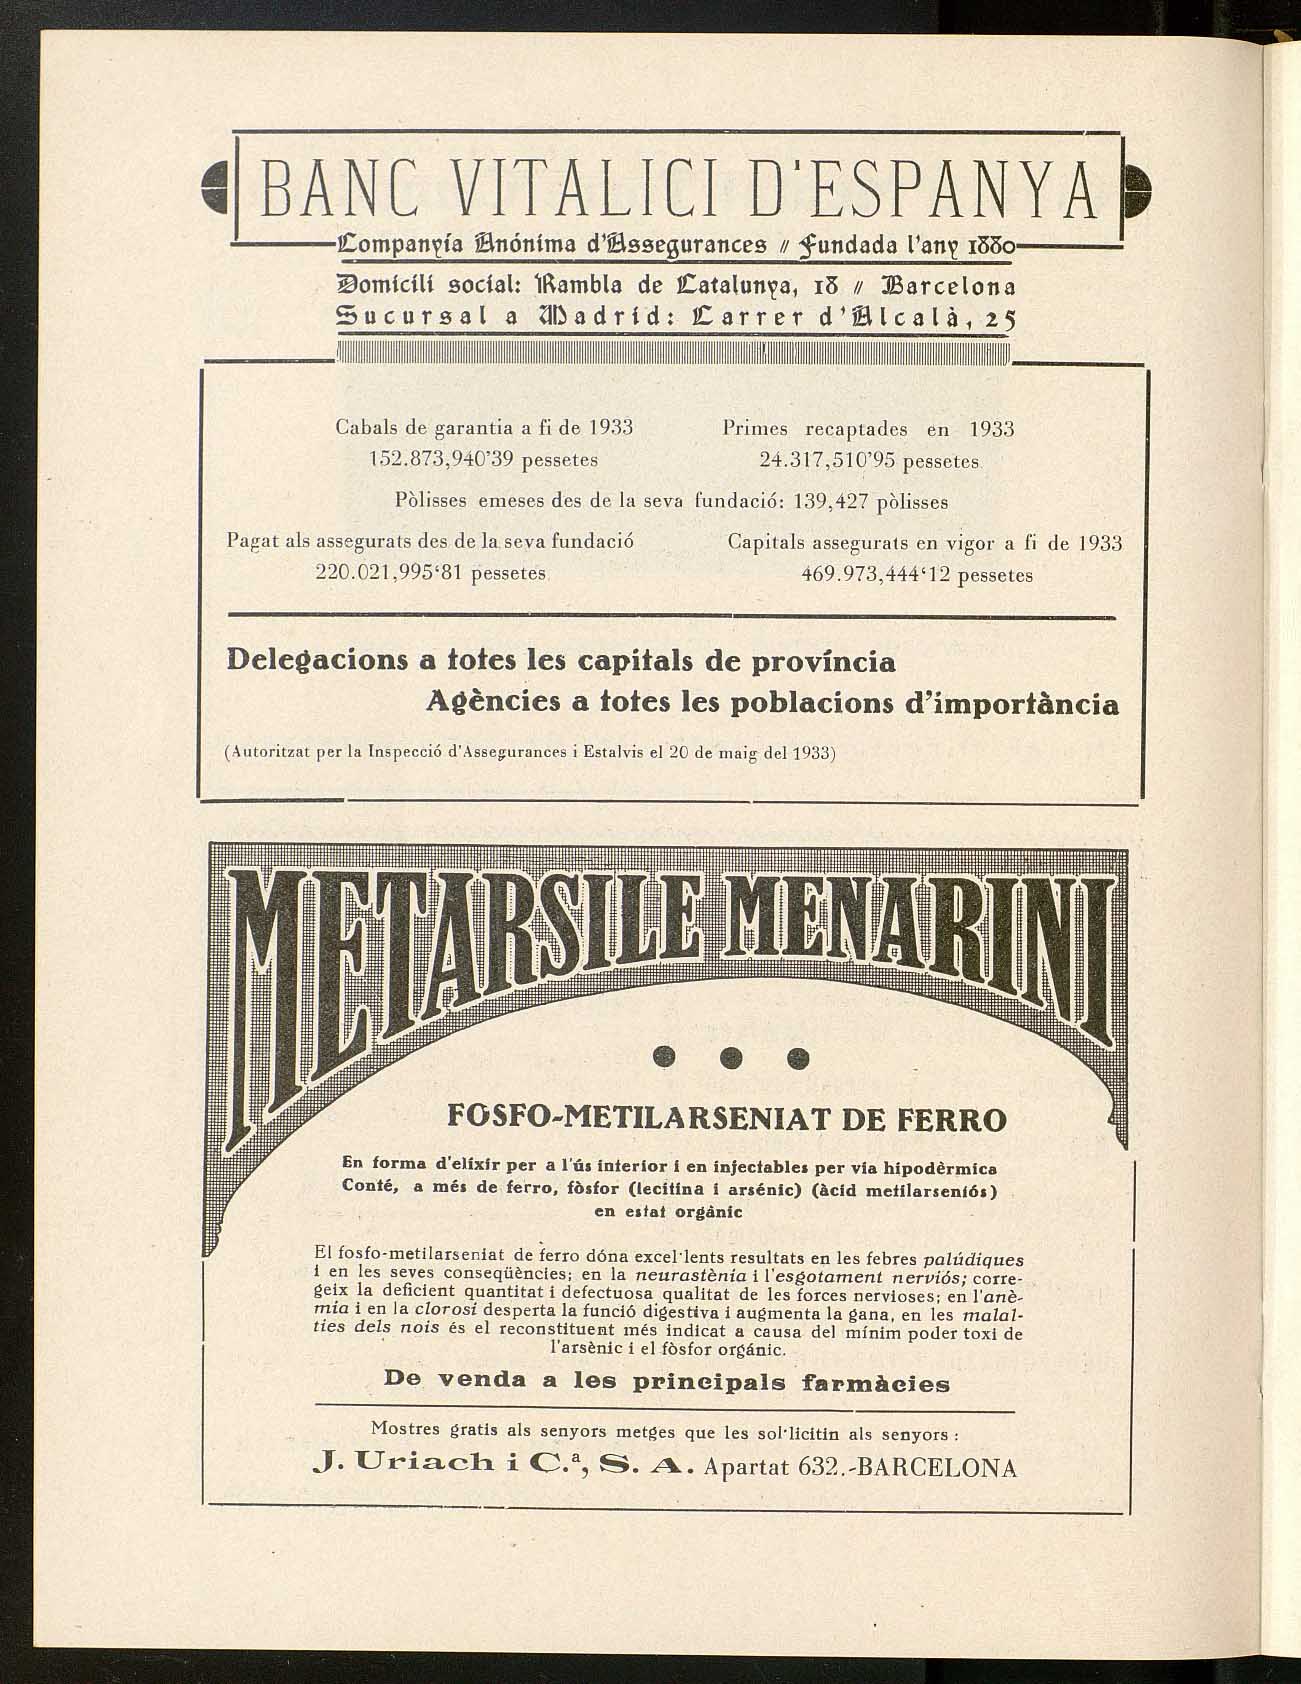 BANC VITALICI D'ESPANYA
Companyía Anónima d'Assegurances // Fundada l'any 1880
Domicili social: Rambla de Catalunya, 18 // Barcelona
Sucursal a Madrid: Carrer d'Alcalà, 25
Cabals de garantia a fi de 1933
152.873,940'39 pessetes
Primes recaptades en 1933
24.317,510'95 pessetes
Pòlisses emeses des de la seva fundació: 139,427 pòlisses
Pagat als assegurats des de la seva fundació
220.021,995‘81 pessetes
Capitals assegurats en vigor a fi de 1933
469.973,444‘12 pessetes
Delegacions a totes les capitals de província
Agències a totes les poblacions d'importància
(Autoritzat per la Inspecció d'Assegurances i Estalvis el 20 de maig del 1933)
METARSILE MENARINI
FOSFO-METILARSENIAT DE FERRO
En forma d'elixir per a l'ús interior i en injectables per via hipodèrmica
Conté, a més de ferro, fòsfor (lecitina i arsénic) (àcid metilarseniós)
en estat orgànic
El fosfo-metilarseniat de ferro dóna excel·lents resultats en les febres palúdiques
i en les seves conseqüències; en la neurastènia i l'esgotament nerviós; corre-
geix la deficient quantitat i defectuosa qualitat de les forces nervioses; en l'anè-
mia i en la clorosi desperta la funció digestiva i augmenta la gana, en les malal-
ties dels nois és el reconstituent més indicat a causa del mínim poder toxi de
l'arsènic i el fòsfor orgánic.
De venda a les principals farmàcies
Mostres gratis als senyors metges que les sol·licitin als senyors :
J. Uriach i C.ª, S. A. Apartat 632.-BARCELONA